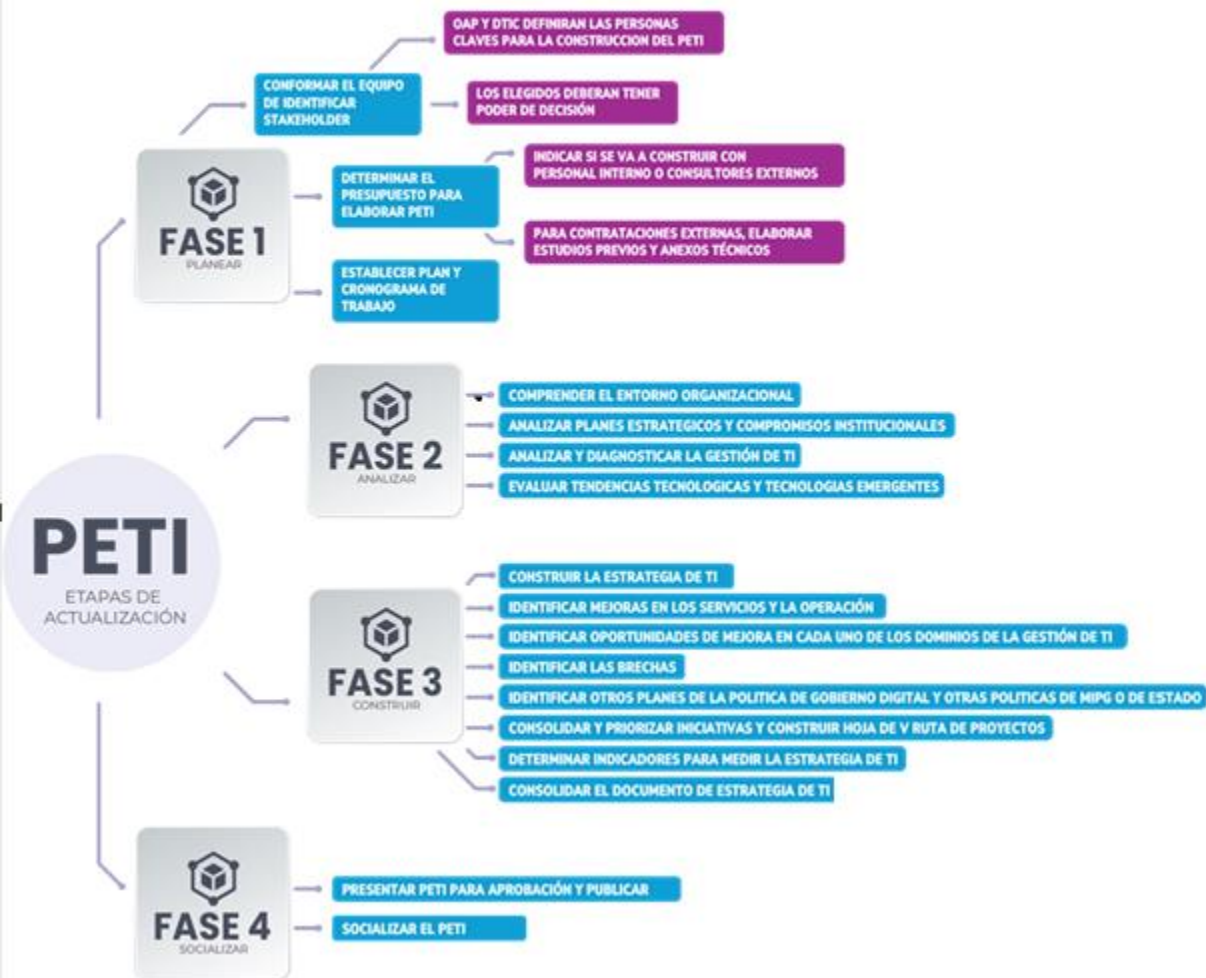 OAP Y DTIC DEFINIRAN LAS PERSONAS
CLAVES PARA LA CONSTRUCCION DEL PETI
CONFORMAR EL EQUIPO
DE IDENTIFICAR
STAKEHOLDER
LOS ELEGIDOS DEBERAN TENER
PODER DE DECISIÓN
FASE 1
PLANEAR
DETERMINAR EL
PRESUPUESTO PARA
ELABORAR PETI
INDICAR SI SE VA A CONSTRUIR CON
PERSONAL INTERNO O CONSULTORES EXTERNOS
PARA CONTRATACIONES EXTERNAS, ELABORAR
ESTUDIOS PREVIOS Y ANEXOS TÉCNICOS
ESTABLECER PLAN Y
CRONOGRAMA DE
TRABAJO
FASE 2
ANALIZAR
COMPRENDER EL ENTORNO ORGANIZACIONAL
ANALIZAR PLANES ESTRATEGICOS Y COMPROMISOS INSTITUCIONALES
ANALIZAR Y DIAGNOSTICAR LA GESTIÓN DE TI
EVALUAR TENDENCIAS TECNOLOGICAS Y TECNOLOGIAS EMERGENTES
PETI
ETAPAS DE
ACTUALIZACIÓN
FASE 3
CONSTRUIR
CONSTRUIR LA ESTRATEGIA DE TI
IDENTIFICAR MEJORAS EN LOS SERVICIOS Y LA OPERACIÓN
IDENTIFICAR OPORTUNIDADES DE MEJORA EN CADA UNO DE LOS DOMINIOS DE LA GESTIÓN DE TI
IDENTIFICAR LAS BRECHAS
IDENTIFICAR OTROS PLANES DE LA POLITICA DE GOBIERNO DIGITAL Y OTRAS POLITICAS DE MIPG O DE ESTADO
CONSOLIDAR Y PRIORIZAR INICIATIVAS Y CONSTRUIR HOJA DE V RUTA DE PROYECTOS
DETERMINAR INDICADORES PARA MEDIR LA ESTRATEGIA DE TI
CONSOLIDAR EL DOCUMENTO DE ESTRATEGIA DE TI
FASE 4
SOCIALIZAR
PRESENTAR PETI PARA APROBACIÓN Y PUBLICAR
SOCIALIZAR EL PETI